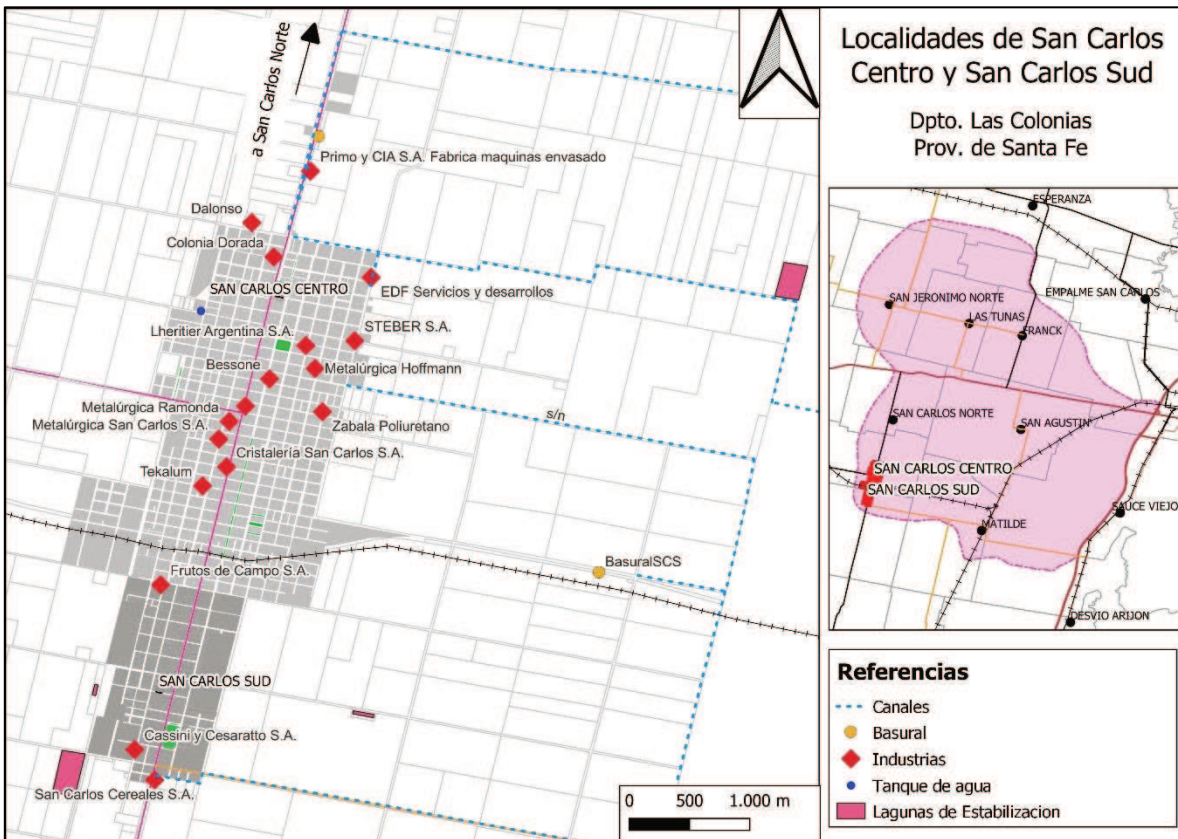 a San Carlos Norte
Primo y CIA S.A. Fabrica maquinas envasado
Dalonso
Colonia Dorada
SAN CARLOS CENTRO
EDF Servicios y desarrollos
Lheritier Argentina S.A.
STEBER S.A.
Bessone
Metalúrgica Hoffmann
Metalúrgica Ramonda
Zabala Poliuretano
s/n
Metalúrgica San Carlos S.A.
Cristalería San Carlos S.A.
Tekalum
BasuralSCS
Frutos de Campo S.A.
SAN CARLOS SUD
Cassini y Cesaratto S.A.
San Carlos Cereales S.A.
0 500 1.000 m
Localidades de San Carlos
Centro y San Carlos Sud
Dpto. Las Colonias
Prov. de Santa Fe
ESPERANZA
SAN JERONIMO NORTE
EMPALME SAN CARLOS
LAS TUNAS
FRANCK
SAN CARLOS NORTE
SAN AGUSTIN
SAN CARLOS CENTRO
SAN CARLOS SUD
SAUCE VIEJO
MATILDE
DESVIO ARIJON
Referencias
Canales
Basural
Industrias
Tanque de agua
Lagunas de Estabilizacion